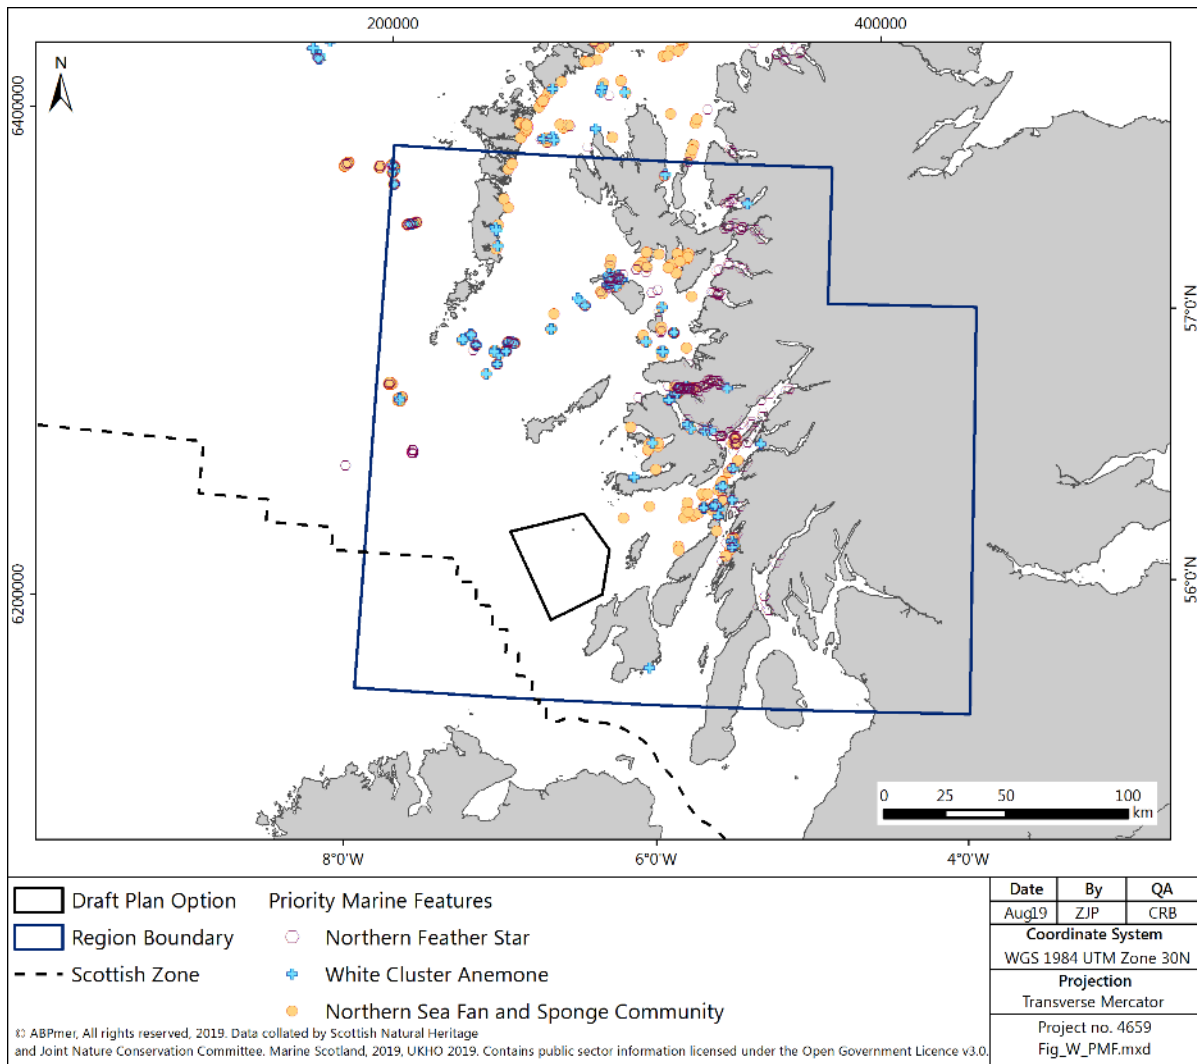 200000
400000
N
6400000
6200000
57°0'N
56°0'N
0 25 50 100
km
8°0'W
6°0'W
4°0'W
Draft Plan Option
Region Boundary
Scottish Zone
Priority Marine Features
Northern Feather Star
White Cluster Anemone
Northern Sea Fan and Sponge Community
Date By QA
Aug19 ZJP CRB
Coordinate System
WGS 1984 UTM Zone 30N
Projection
Transverse Mercator
Project no. 4659
Fig_W_PMF.mxd
© ABPmer, All rights reserved, 2019. Data collated by Scottish Natural Heritage
and Joint Nature Conservation Committee. Marine Scotland, 2019, UKHO 2019. Contains public sector information licensed under the Open Government Licence v3.0.